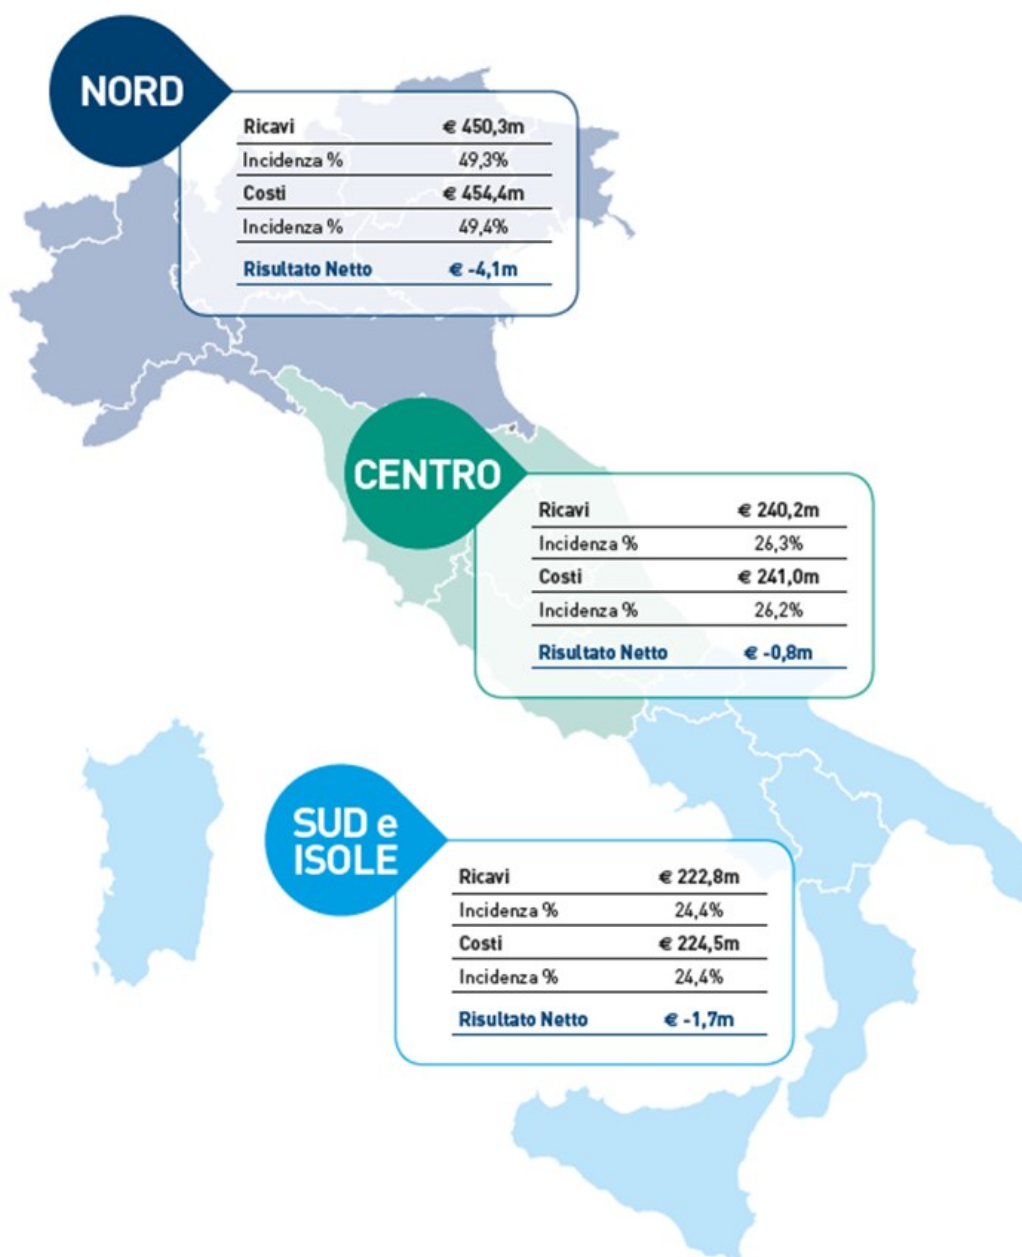 NORD
Ricavi € 450,3m
Incidenza % 49,3%
Costi € 454,4m
Incidenza % 49,4%
Risultato Netto € -4,1m
CENTRO
Ricavi € 240,2m
Incidenza % 26,3%
Costi € 241,0m
Incidenza % 26,2%
Risultato Netto € -0,8m
SUD e
ISOLE
Ricavi € 222,8m
Incidenza % 24,4%
Costi € 224,5m
Incidenza % 24,4%
Risultato Netto € -1,7m